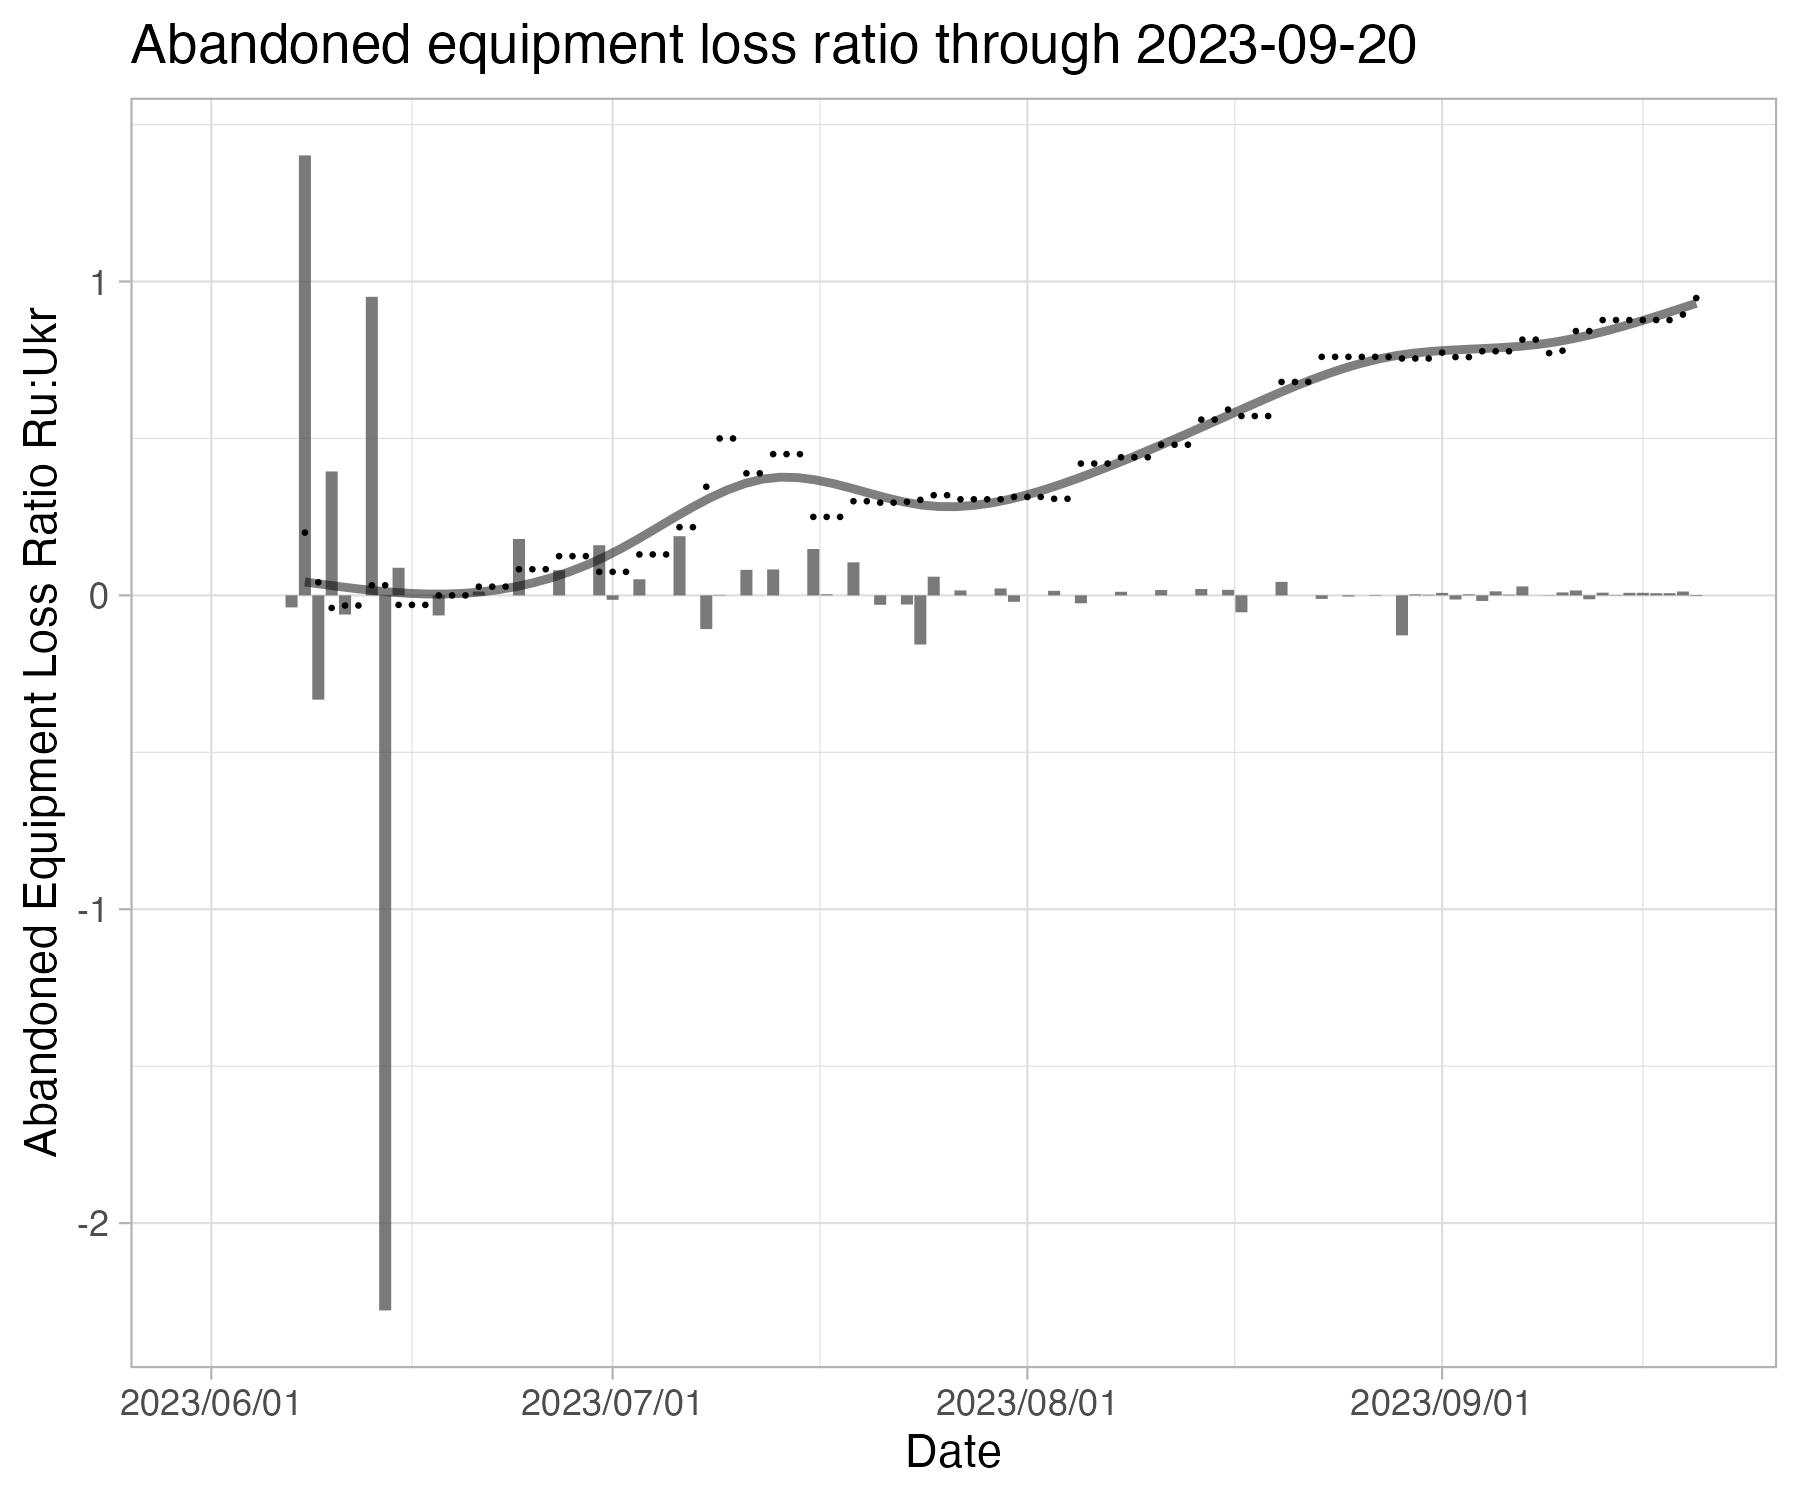 Abandoned equipment loss ratio through 2023-09-20
Abandoned Equipment Loss Ratio Ru:Ukr
1
0
-1
-2
2023/06/01
2023/07/01
2023/08/01
2023/09/01
Date